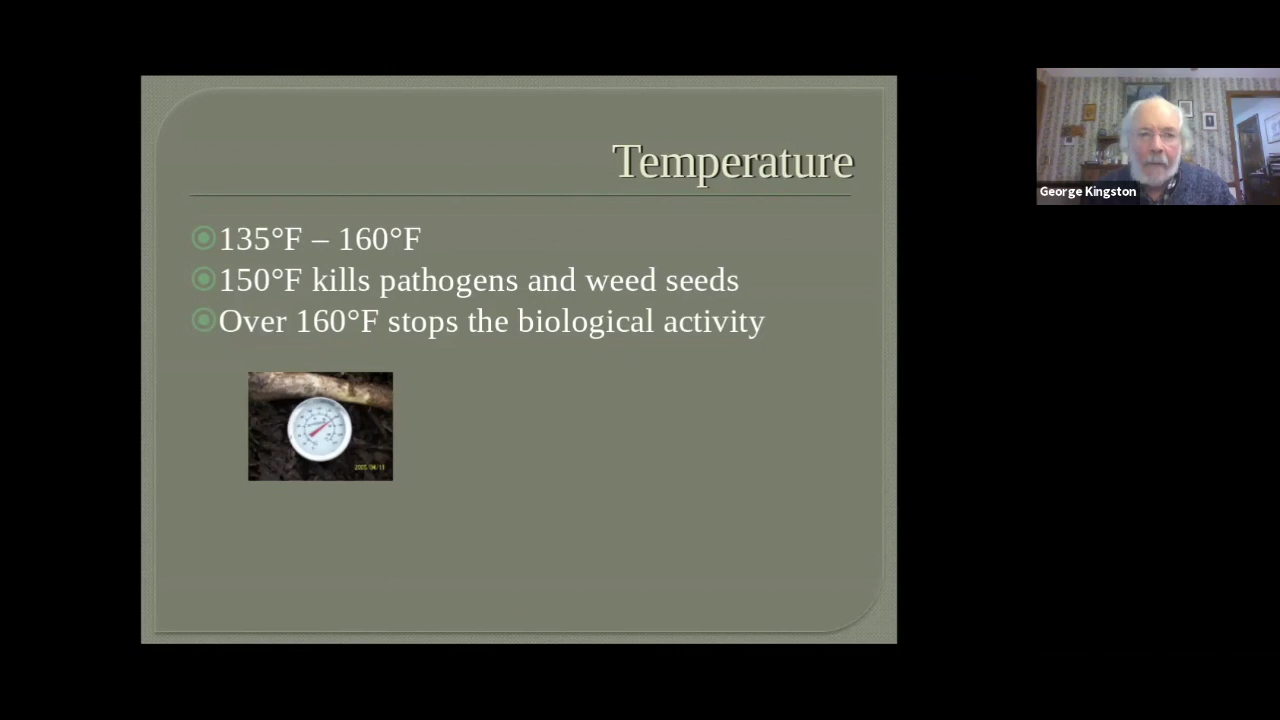 Temperature
135°F – 160°F
150°F kills pathogens and weed seeds
Over 160°F stops the biological activity
George Kingston